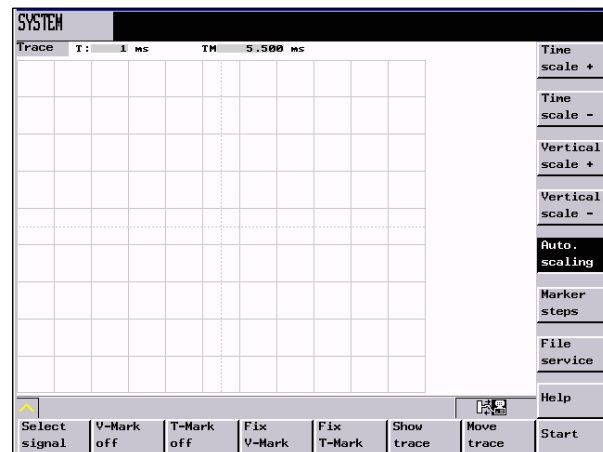 SYSTEM
Trace T: 1 ms TM 5.500 ms
Time
scale +
Time
scale -
Vertical
scale +
Vertical
scale -
Auto.
scaling
Marker
steps
File
service
Help
Select
signal
V-Mark
off
T-Mark
off
Fix
V-Mark
Fix
T-Mark
Show
trace
Move
trace
Start